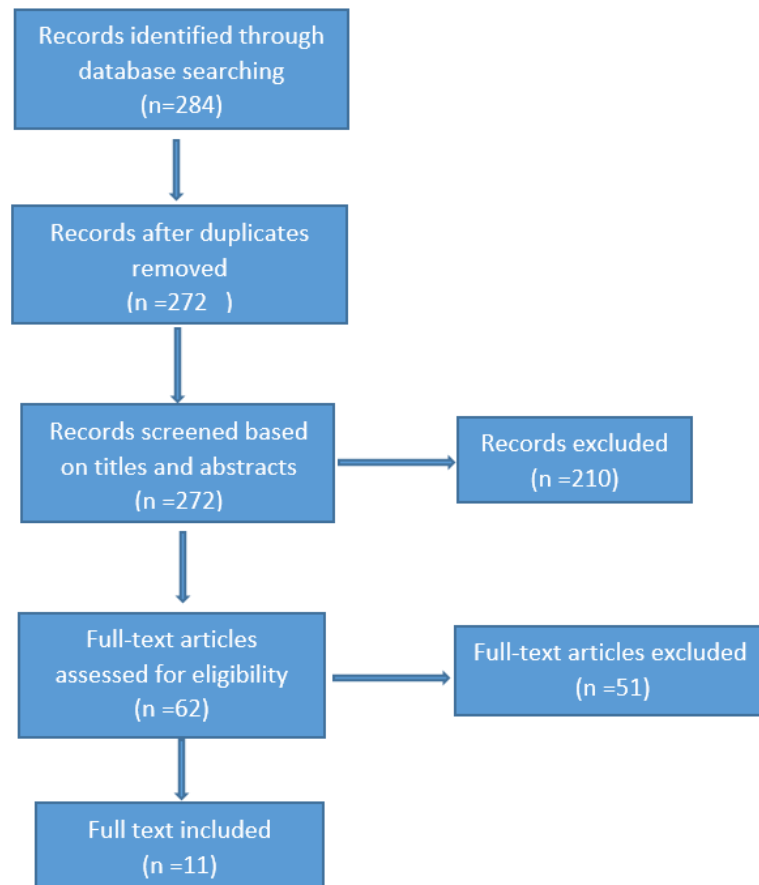 Records identified through
database searching
(n=284)
Records after duplicates
removed
(n =272   )
Records screened based
on titles and abstracts
(n =272)
Records excluded
(n =210)
Full-text articles
assessed for eligibility
(n =62)
Full-text articles excluded
(n =51)
Full text included
(n =11)